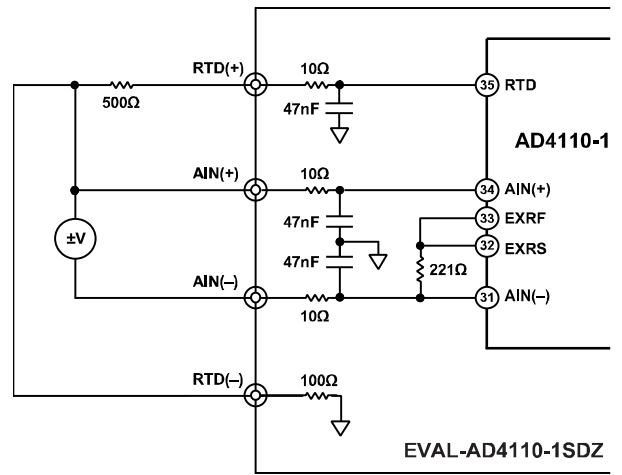 RTD(+)
10Ω
500Ω
47nF
35
RTD
AD4110-1
AIN(+)
10Ω
34
AIN(+)
33
EXRF
47nF
32
EXRS
±V
47nF
221Ω
AIN(–)
31
AIN(–)
10Ω
RTD(–)
100Ω
EVAL-AD4110-1SDZ